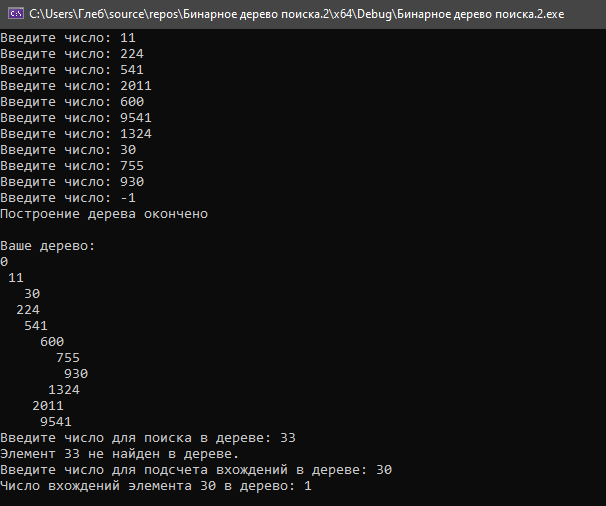 C:\Users\Глеб\source\repos\Бинарное дерево поиска.2\x64\Debug\Бинарное дерево поиска.2.exe
Введите число: 11
Введите число: 224
Введите число: 541
Введите число: 2011
Введите число: 600
Введите число: 9541
Введите число: 1324
Введите число: 30
Введите число: 755
Введите число: 930
Введите число: -1
Построение дерева окончено
Ваше дерево:
0
11
30
224
541
600
755
930
1324
2011
9541
Введите число для поиска в дереве: 33
Элемент 33 не найден в дереве.
Введите число для подсчета вхождений в дереве: 30
Число вхождений элемента 30 в дерево: 1